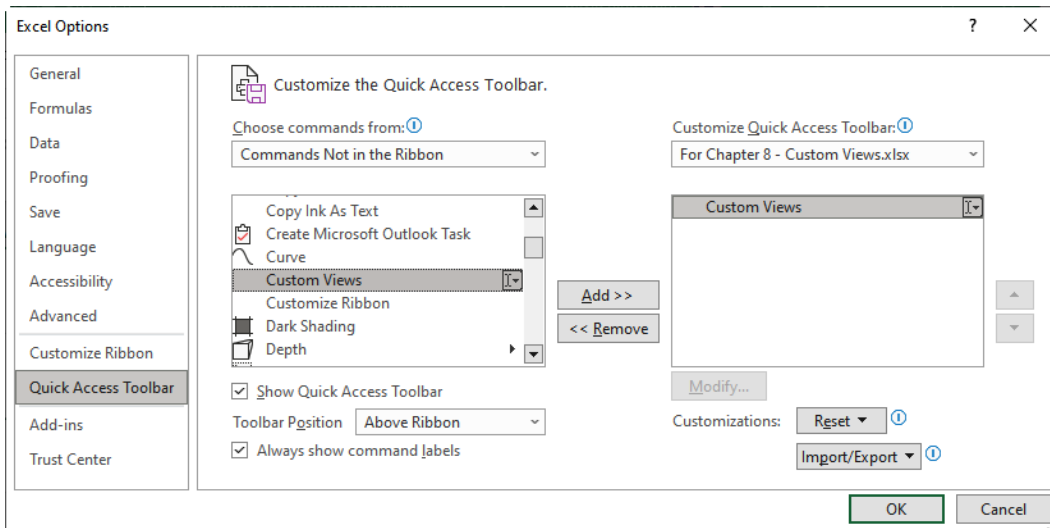 Excel Options
?
General
Formulas
Data
Proofing
Save
Language
Accessibility
Advanced
Customize Ribbon
Quick Access Toolbar
Add-ins
Trust Center
Customize the Quick Access Toolbar.
Choose commands from:
Commands Not in the Ribbon
Copy Ink As Text
Create Microsoft Outlook Task
Curve
Custom Views
Customize Ribbon
Dark Shading
Depth
Show Quick Access Toolbar
Toolbar Position Above Ribbon
Always show command labels
Add >>
<< Remove
Customize Quick Access Toolbar:
For Chapter 8 - Custom Views.xlsx
Custom Views
Modify...
Customizations: Reset
Import/Export
OK Cancel